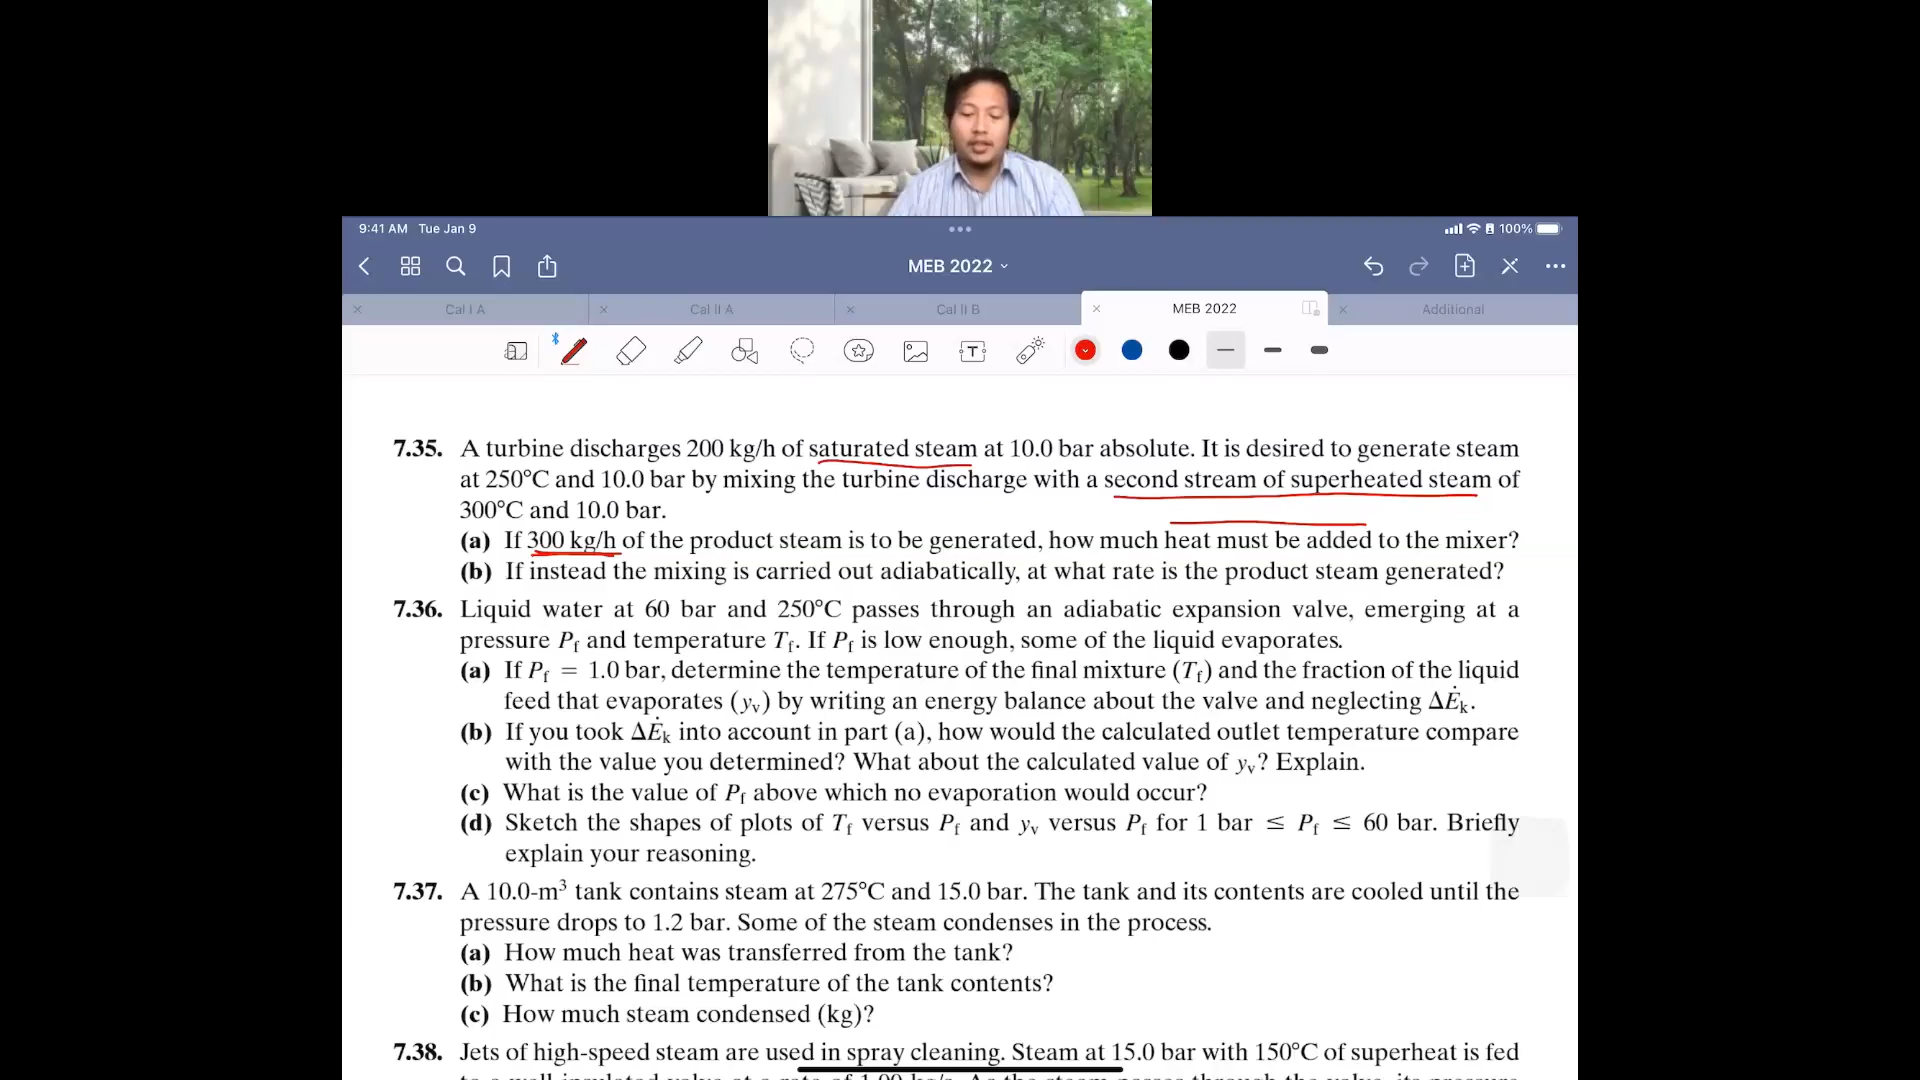 9:41 AM Tue Jan 9
100%
MEB 2022
Cal I A
Cal II A
Cal II B
MEB 2022
Additional
7.35. A turbine discharges 200 kg/h of saturated steam at 10.0 bar absolute. It is desired to generate steam
at 250°C and 10.0 bar by mixing the turbine discharge with a second stream of superheated steam of
300°C and 10.0 bar.
(a) If 300 kg/h of the product steam is to be generated, how much heat must be added to the mixer?
(b) If instead the mixing is carried out adiabatically, at what rate is the product steam generated?
7.36. Liquid water at 60 bar and 250°C passes through an adiabatic expansion valve, emerging at a
pressure Pf and temperature Tf. If Pf is low enough, some of the liquid evaporates.
(a) If Pf = 1.0 bar, determine the temperature of the final mixture (Tf) and the fraction of the liquid
feed that evaporates (yv) by writing an energy balance about the valve and neglecting ΔĖk.
(b) If you took ΔĖk into account in part (a), how would the calculated outlet temperature compare
with the value you determined? What about the calculated value of yv? Explain.
(c) What is the value of Pf above which no evaporation would occur?
(d) Sketch the shapes of plots of Tf versus Pf and yv versus Pf for 1 bar ≤ Pf ≤ 60 bar. Briefly
explain your reasoning.
7.37. A 10.0-m³ tank contains steam at 275°C and 15.0 bar. The tank and its contents are cooled until the
pressure drops to 1.2 bar. Some of the steam condenses in the process.
(a) How much heat was transferred from the tank?
(b) What is the final temperature of the tank contents?
(c) How much steam condensed (kg)?
7.38. Jets of high-speed steam are used in spray cleaning. Steam at 15.0 bar with 150°C of superheat is fed